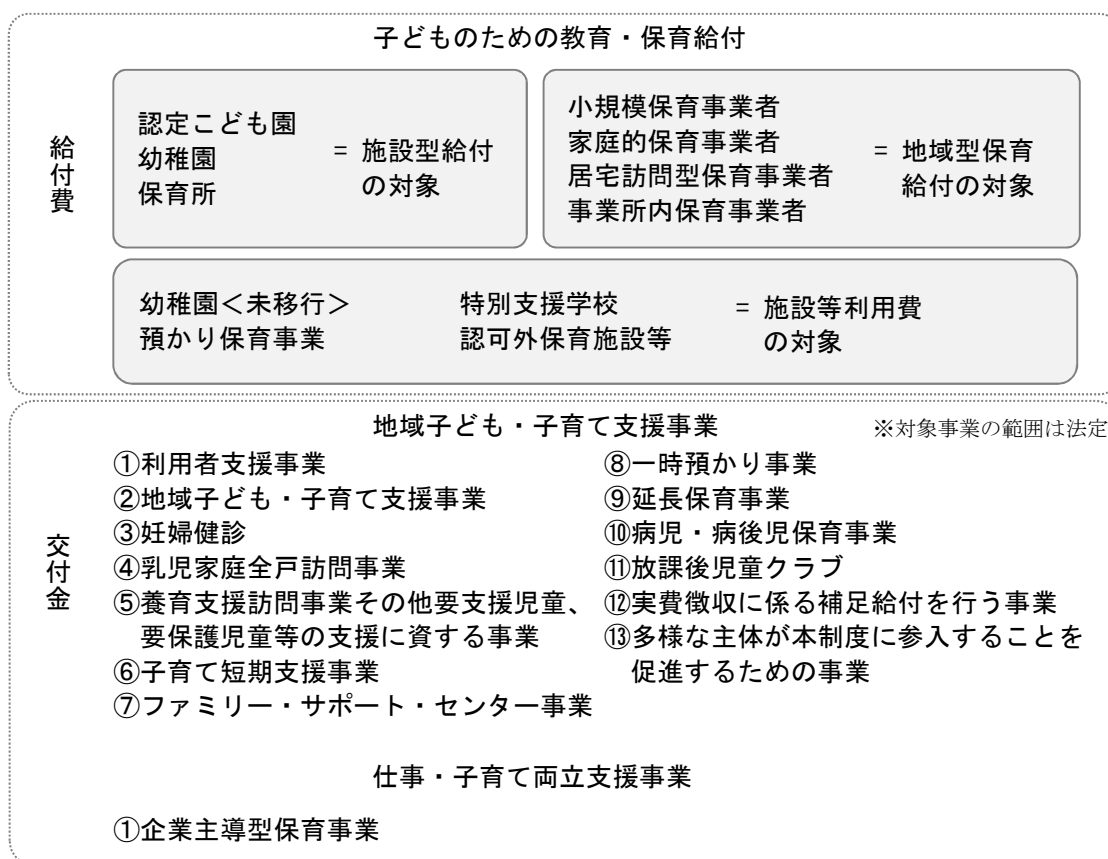 子どものための教育・保育給付
給付費
認定こども園
幼稚園
保育所
= 施設型給付
の対象
小規模保育事業者
家庭的保育事業者
居宅訪問型保育事業者
事業所内保育事業者
= 地域型保育
給付の対象
幼稚園＜未移行＞
預かり保育事業
特別支援学校
認可外保育施設等
= 施設等利用費
の対象
地域子ども・子育て支援事業
※対象事業の範囲は法定
交付金
①利用者支援事業
②地域子ども・子育て支援事業
③妊婦健診
④乳児家庭全戸訪問事業
⑤養育支援訪問事業その他要支援児童、
要保護児童等の支援に資する事業
⑥子育て短期支援事業
⑦ファミリー・サポート・センター事業
⑧一時預かり事業
⑨延長保育事業
⑩病児・病後児保育事業
⑪放課後児童クラブ
⑫実費徴収に係る補足給付を行う事業
⑬多様な主体が本制度に参入することを
促進するための事業
仕事・子育て両立支援事業
①企業主導型保育事業